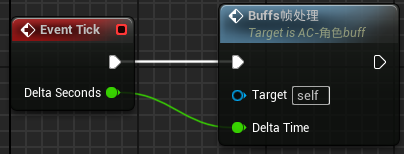 Event Tick
Delta Seconds
Buffs帧处理
Target is AC-角色buff
Target self
Delta Time